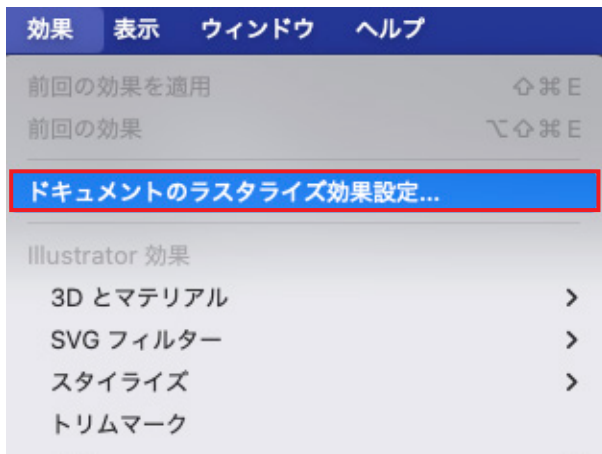 効果 表示 ウィンドウ ヘルプ
前回の効果を適用 ⇧⌘E
前回の効果 ⌥⇧⌘E
ドキュメントのラスタライズ効果設定...
Illustrator 効果
3D とマテリアル >
SVG フィルター >
スタイライズ >
トリムマーク